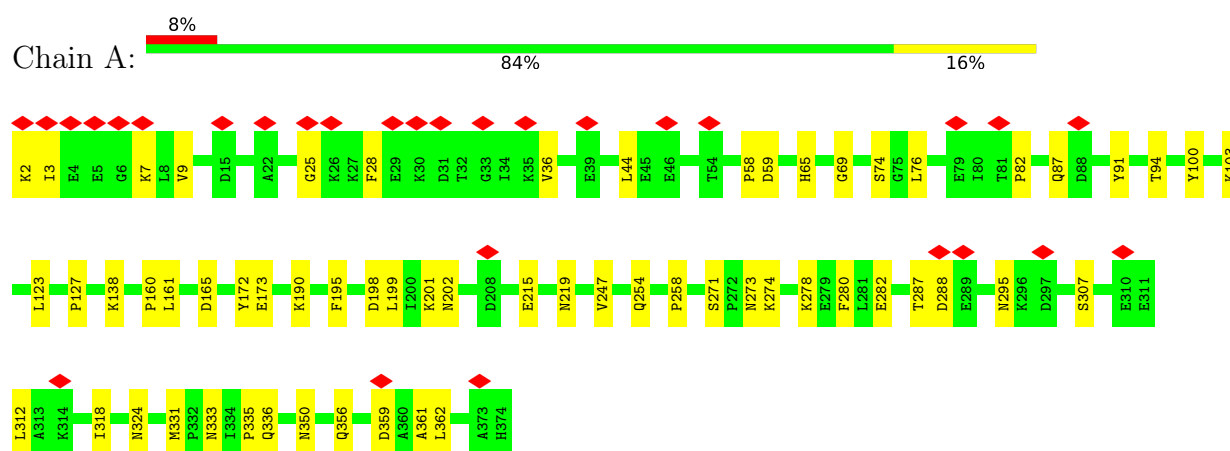 8%
Chain A:
84% 16%
K2 I3 E4 E5 G6 K7 L8 V9 D15 A22 G25 K26 K27 F28 E29 K30 D31 T32 G33 I34 K35 V36 E39 L44 E45 E46 T54 P58 D59 H65 G69 S74 G75 L76 E79 I80 T81 P82 Q87 D88 Y91 T94 Y100 K103
L123 P127 K138 P160 L161 D165 Y172 E173 K190 F195 D198 L199 I200 K201 N202 D208 E215 N219 V247 Q254 P258 S271 P272 N273 K274 K278 E279 F280 L281 E282 T287 D288 E289 N295 K296 D297 S307 E310 E311
L312 A313 K314 I318 N324 M331 P332 N333 I334 P335 Q336 N350 Q356 D359 A360 A361 L362 A373 H374